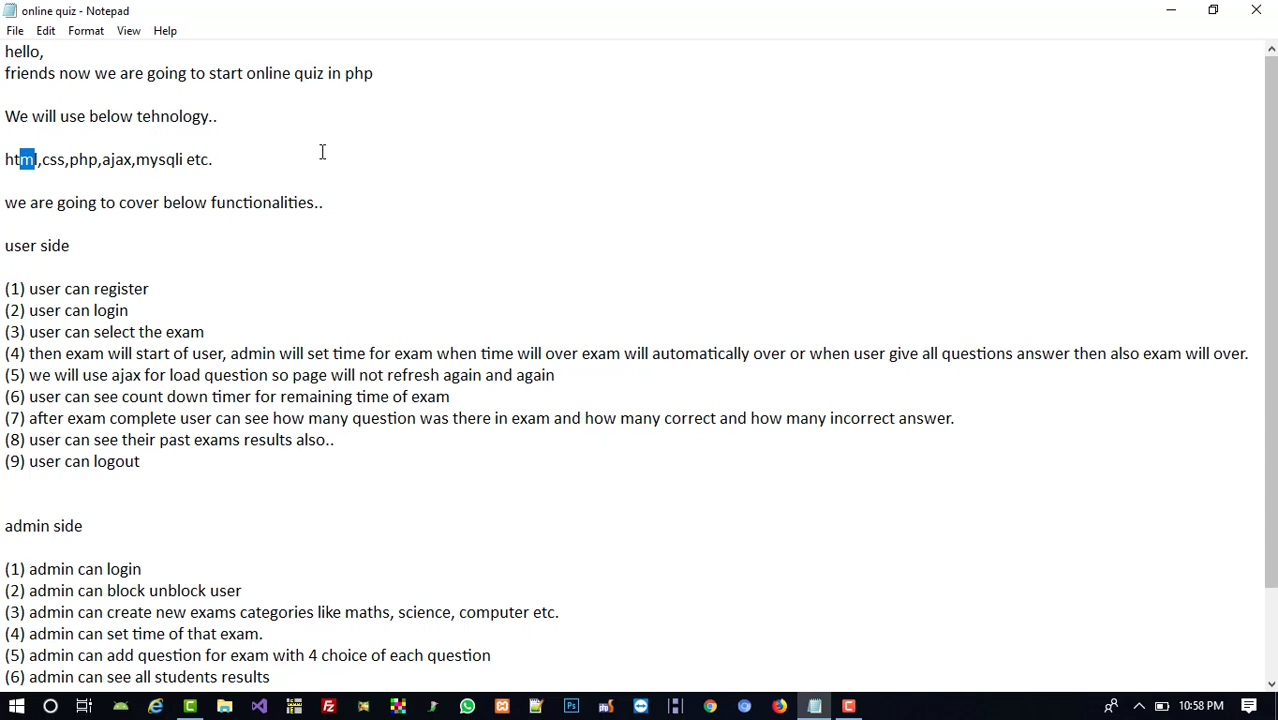 online quiz - Notepad
File Edit Format View Help
hello,
friends now we are going to start online quiz in php
We will use below tehnology..
html,css,php,ajax,mysqli etc.
we are going to cover below functionalities..
user side
(1) user can register
(2) user can login
(3) user can select the exam
(4) then exam will start of user, admin will set time for exam when time will over exam will automatically over or when user give all questions answer then also exam will over.
(5) we will use ajax for load question so page will not refresh again and again
(6) user can see count down timer for remaining time of exam
(7) after exam complete user can see how many question was there in exam and how many correct and how many incorrect answer.
(8) user can see their past exams results also..
(9) user can logout
admin side
(1) admin can login
(2) admin can block unblock user
(3) admin can create new exams categories like maths, science, computer etc.
(4) admin can set time of that exam.
(5) admin can add question for exam with 4 choice of each question
(6) admin can see all students results
10:58 PM